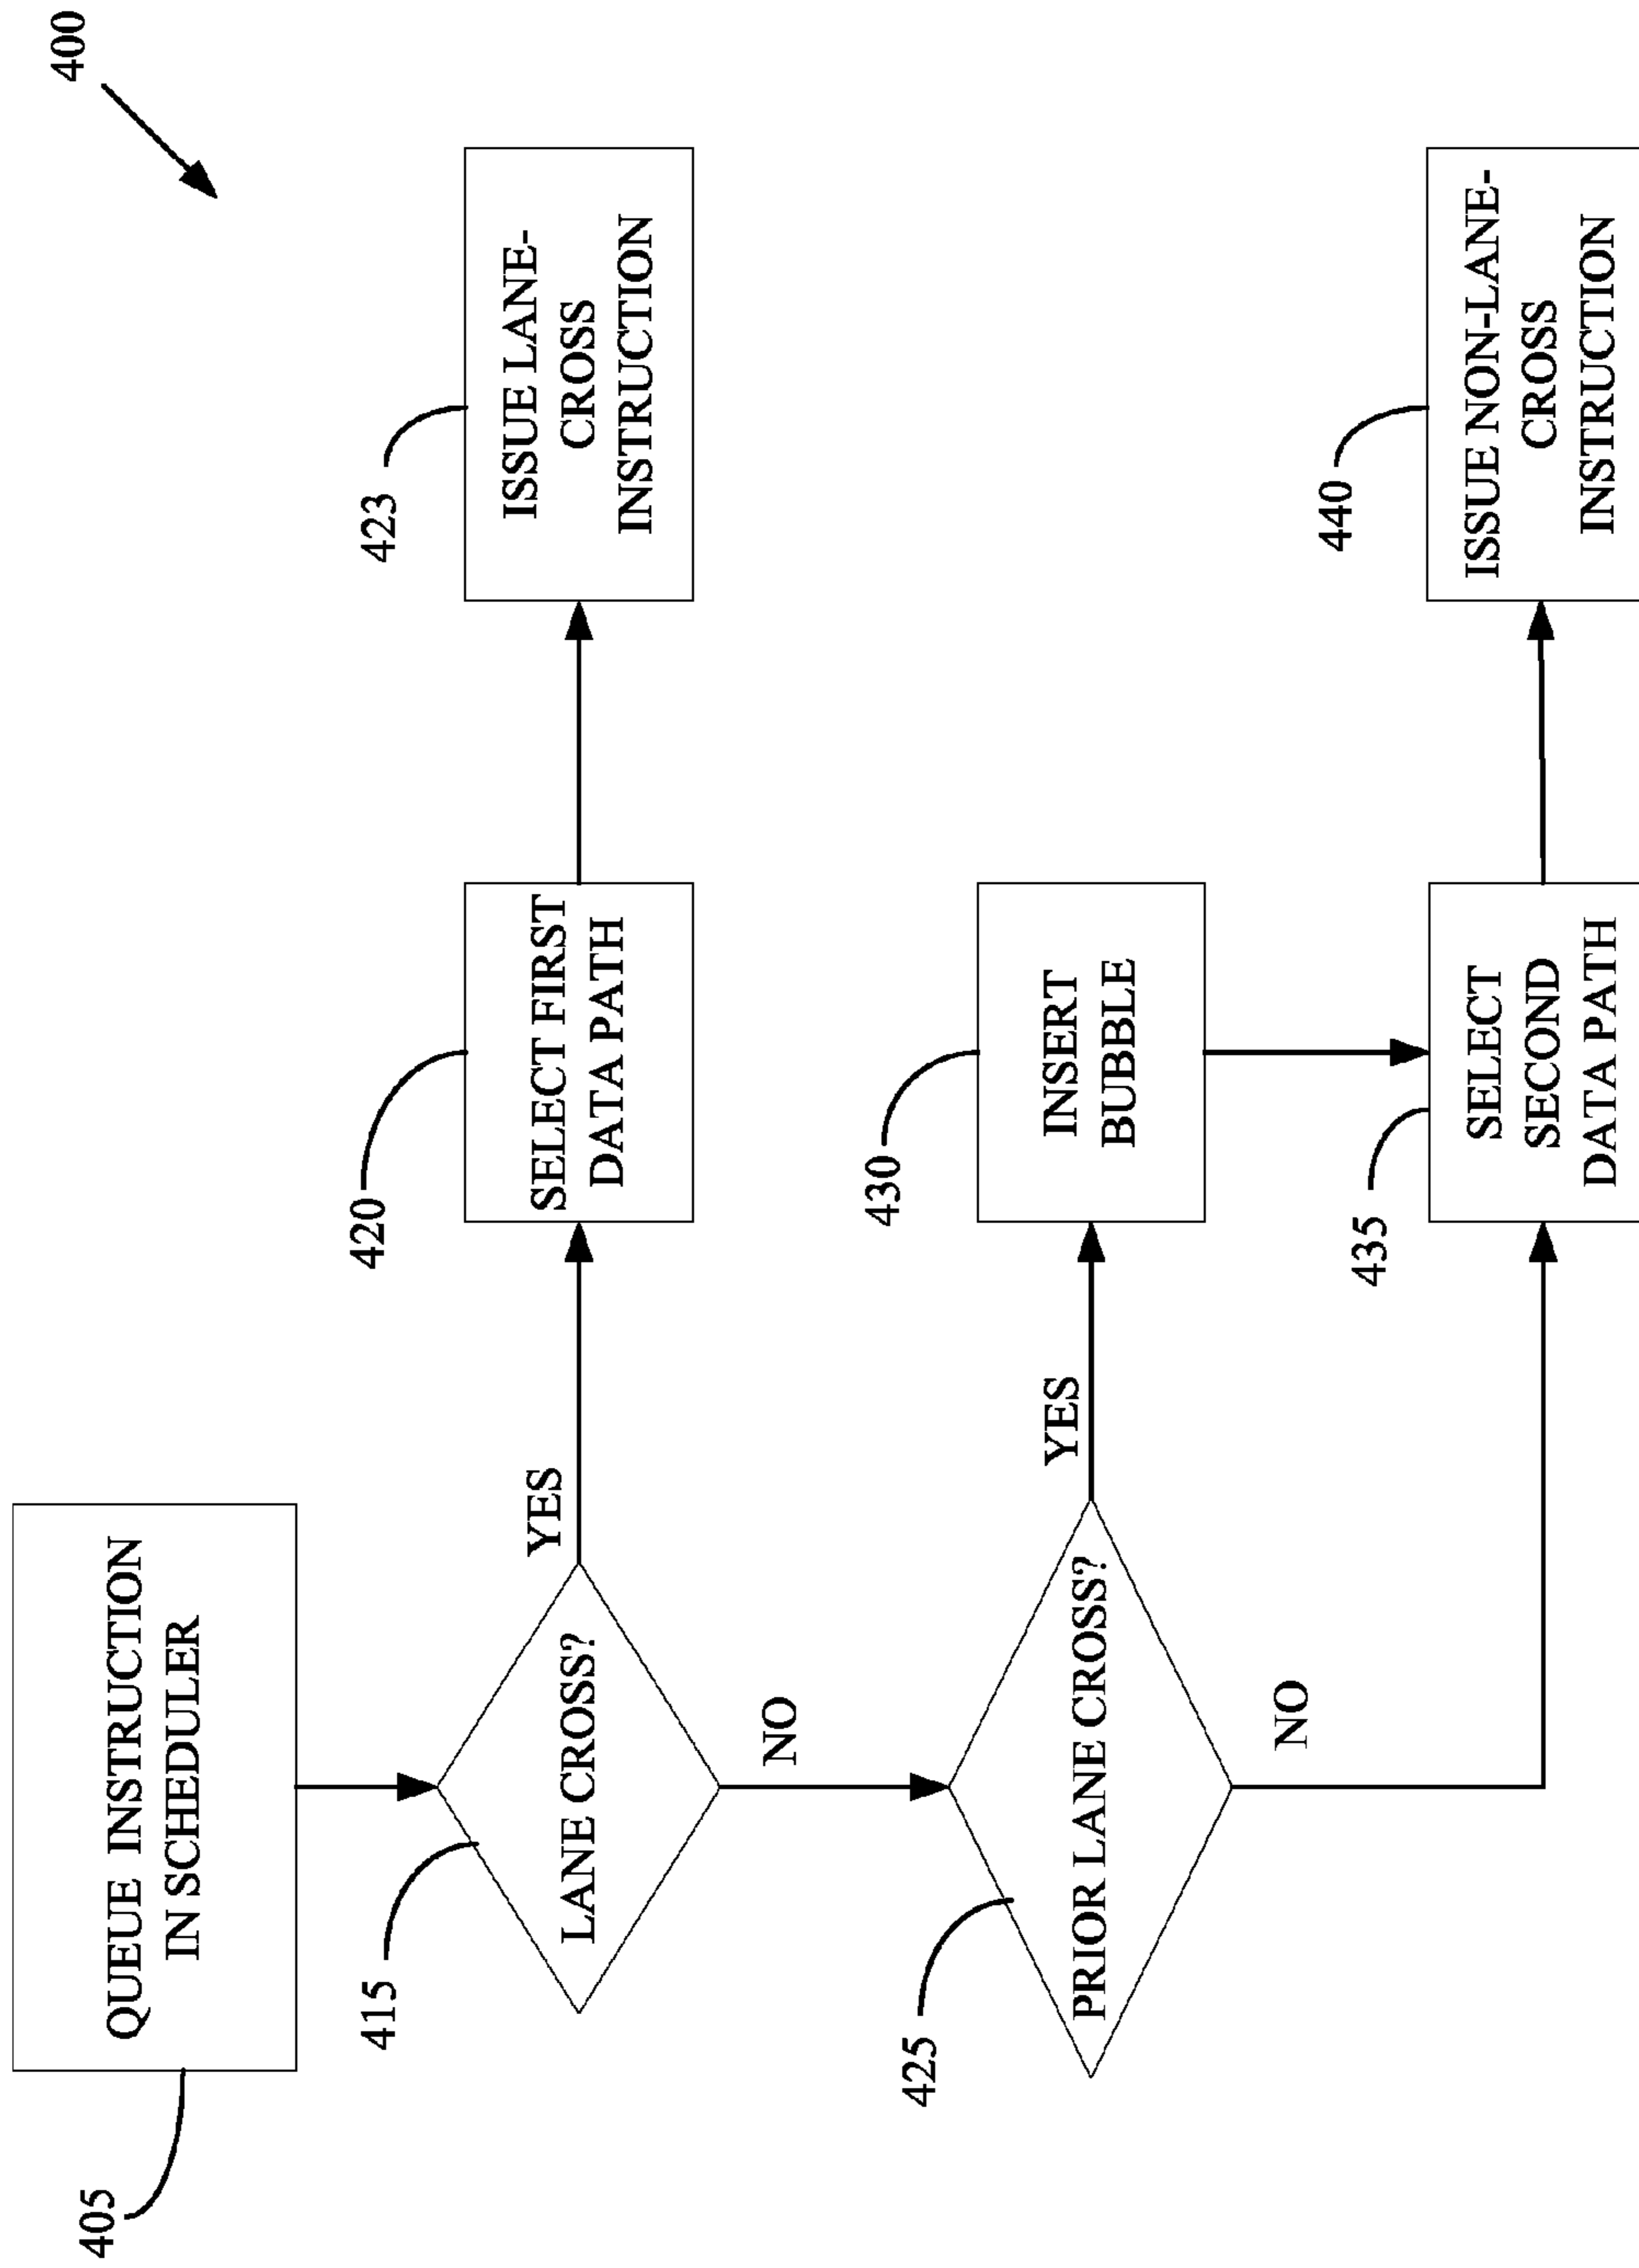 400
405
QUEUE INSTRUCTION
IN SCHEDULER
415
LANE CROSS?
YES
420
SELECT FIRST
DATA PATH
423
ISSUE LANE-
CROSS
INSTRUCTION
NO
425
PRIOR LANE CROSS?
YES
430
INSERT
BUBBLE
NO
435
SELECT
SECOND
DATA PATH
440
ISSUE NON-LANE-
CROSS
INSTRUCTION